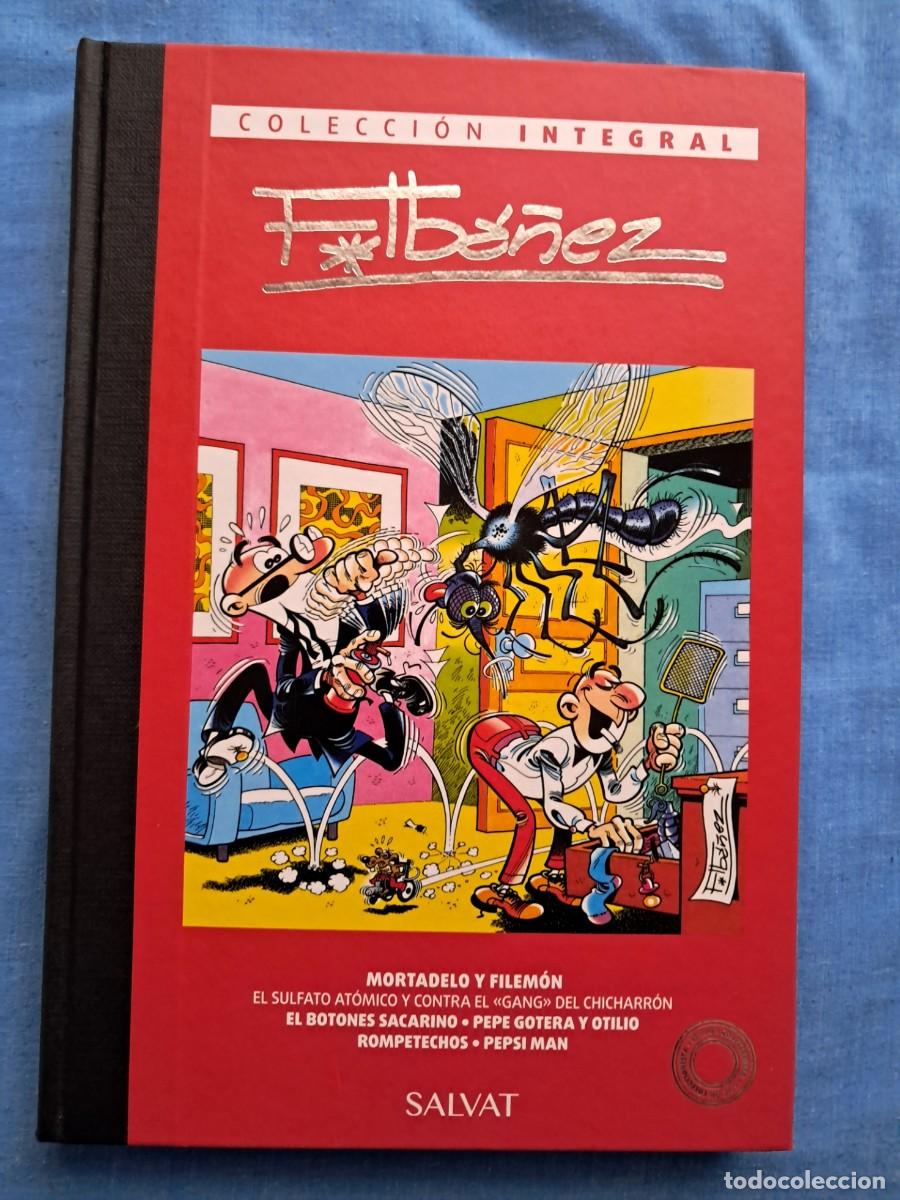 COLECCIÓN INTEGRAL
F. Ibáñez
Ibáñez
MORTADELO Y FILEMÓN
EL SULFATO ATÓMICO Y CONTRA EL «GANG» DEL CHICHARRÓN
EL BOTONES SACARINO • PEPE GOTERA Y OTILIO
ROMPETECHOS • PEPSI MAN
SALVAT
todocoleccion